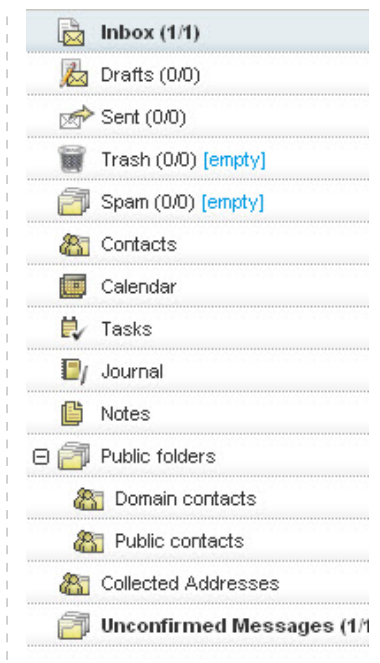 Inbox (1/1)
Drafts (0/0)
Sent (0/0)
Trash (0/0) [empty]
Spam (0/0) [empty]
Contacts
Calendar
Tasks
Journal
Notes
Public folders
Domain contacts
Public contacts
Collected Addresses
Unconfirmed Messages (1/1